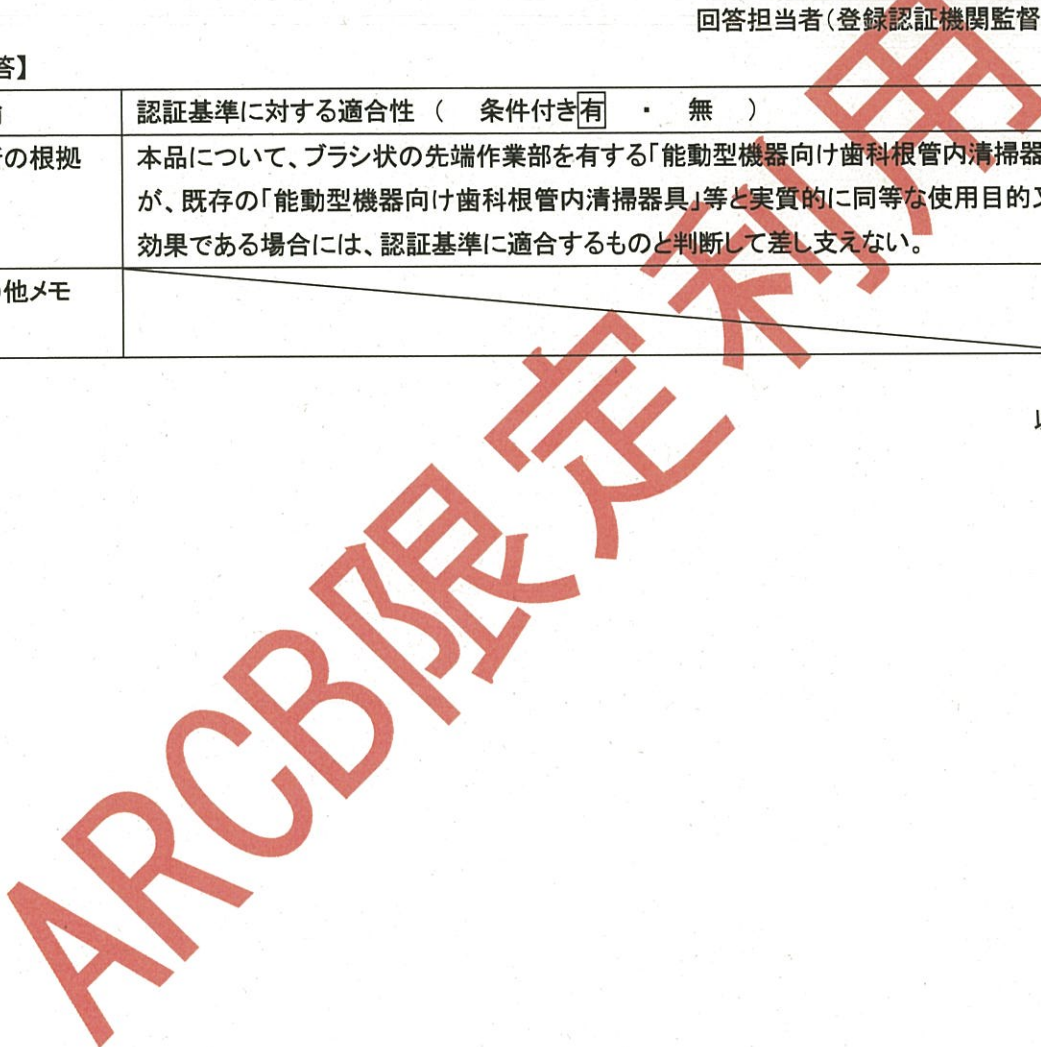 回答担当者(登録認証機関監督
答】
認証基準に対する適合性 ( 条件付き有 ・ 無 )
の根拠
本品について、ブラシ状の先端作業部を有する「能動型機器向け歯科根管内清掃器
が、既存の「能動型機器向け歯科根管内清掃器具」等と実質的に同等な使用目的又
効果である場合には、認証基準に適合するものと判断して差し支えない。
他メモ
ARCB限定利用